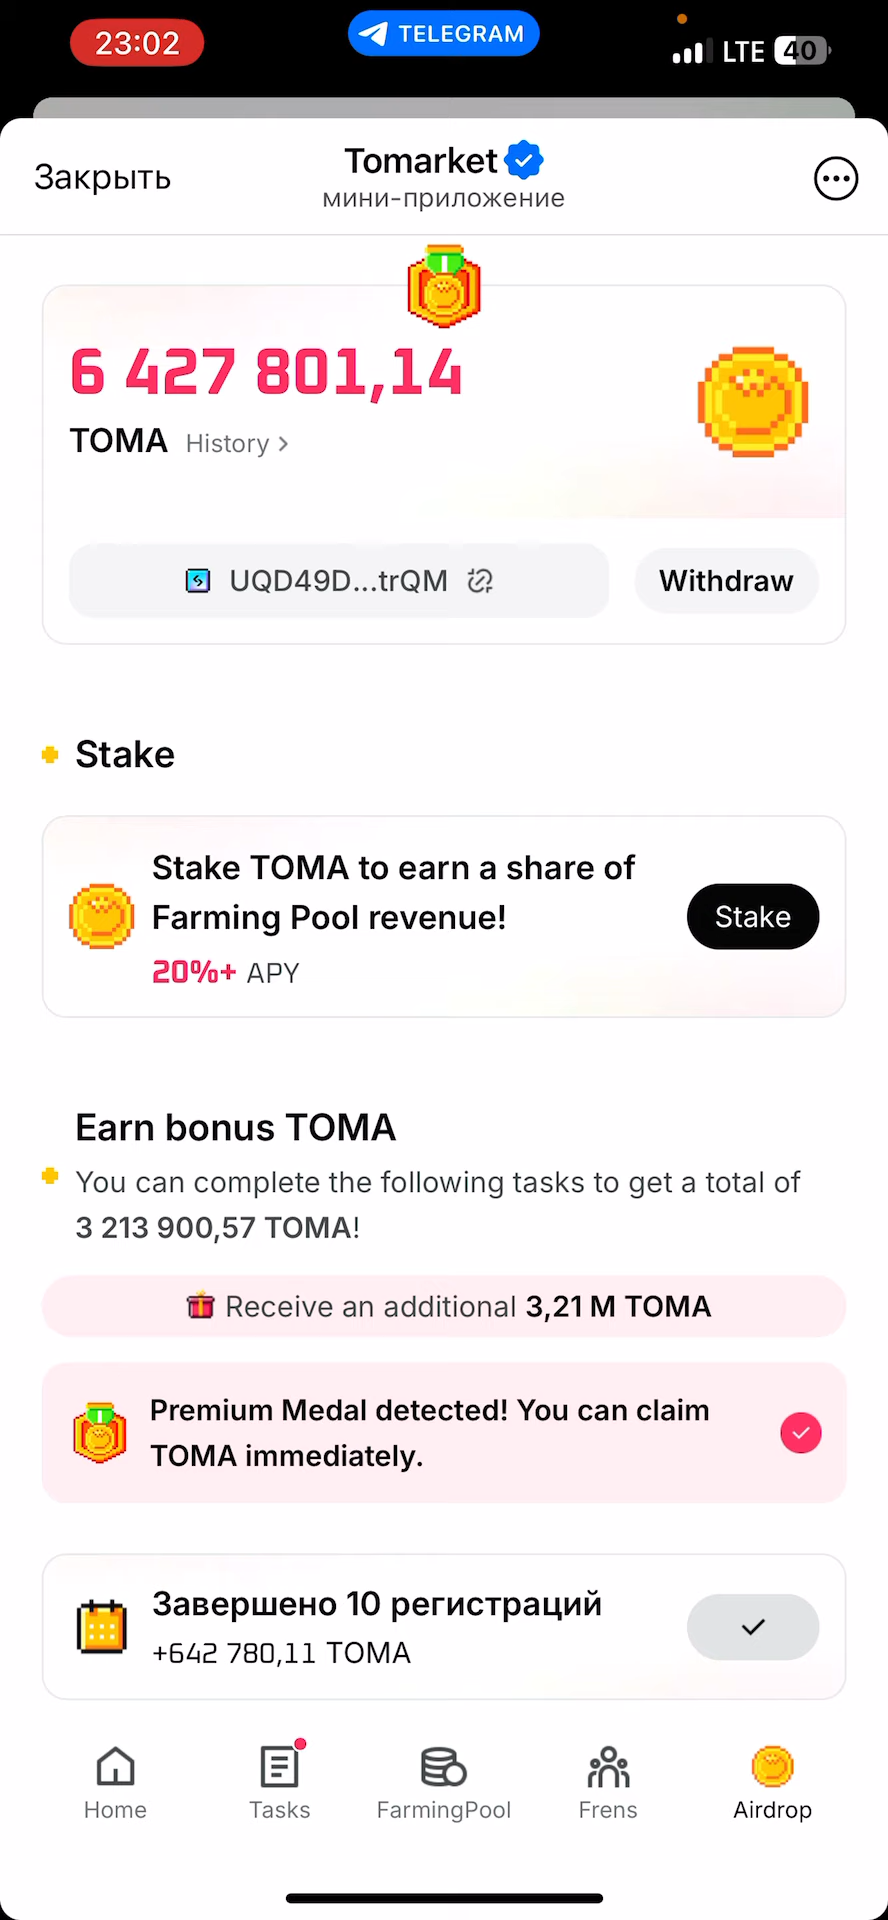 23:02
TELEGRAM
LTE 40
Закрыть
Tomarket
мини-приложение
6 427 801,14
TOMA History >
UQD49D...trQM
Withdraw
Stake
Stake TOMA to earn a share of
Farming Pool revenue!
20%+ APY
Stake
Earn bonus TOMA
You can complete the following tasks to get a total of
3 213 900,57 TOMA!
Receive an additional 3,21 M TOMA
Premium Medal detected! You can claim
TOMA immediately.
Завершено 10 регистраций
+642 780,11 TOMA
Home
Tasks
FarmingPool
Frens
Airdrop